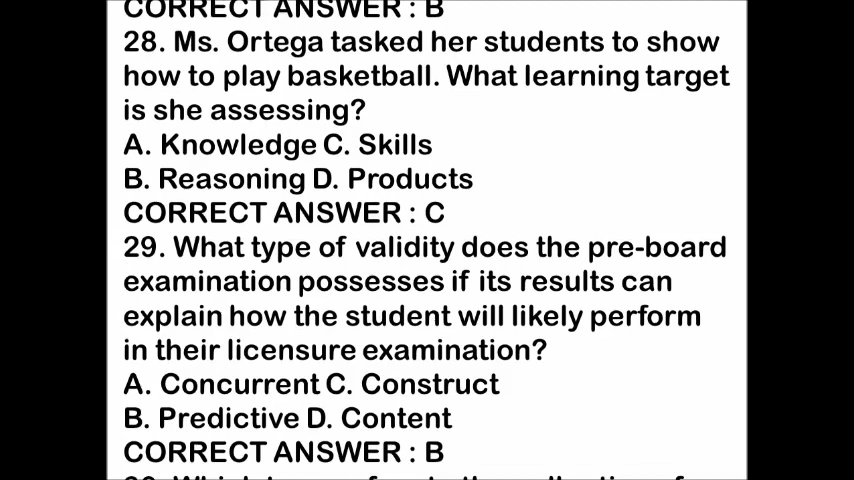 CORRECT ANSWER : B
28. Ms. Ortega tasked her students to show
how to play basketball. What learning target
is she assessing?
A. Knowledge C. Skills
B. Reasoning D. Products
CORRECT ANSWER : C
29. What type of validity does the pre-board
examination possesses if its results can
explain how the student will likely perform
in their licensure examination?
A. Concurrent C. Construct
B. Predictive D. Content
CORRECT ANSWER : B